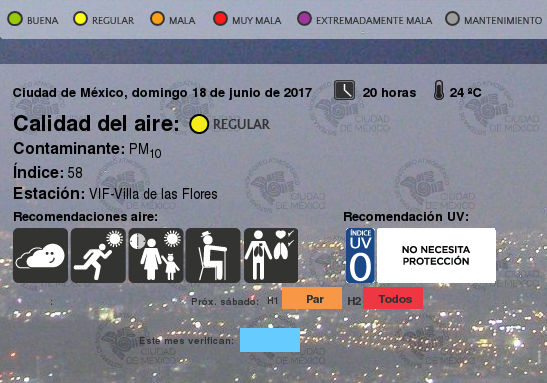 BUENA REGULAR MALA MUY MALA EXTREMADAMENTE MALA MANTENIMIENTO
Ciudad de México, domingo 18 de junio de 2017 20 horas 24 ºC
Calidad del aire: REGULAR
Contaminante: PM10
Índice: 58
Estación: VIF-Villa de las Flores
Recomendaciones aire: Recomendación UV:
ÍNDICE
UV
0
NO NECESITA
PROTECCIÓN
: Próx. sábado: H1 Par H2 Todos
Este mes verifican:
CIUDAD
DE MÉXICO